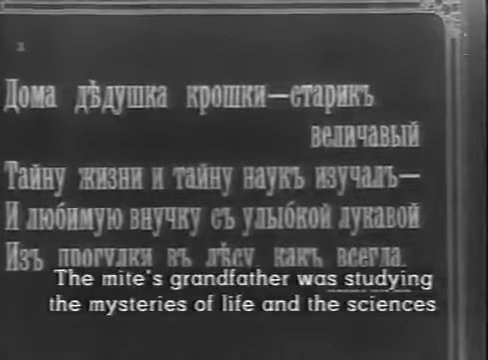 Дома дѣдушка крошки—старикъ
величавый
Тайну жизни и тайну наукъ изучалъ—
И любимую внучку съ улыбкой лукавой
Изъ прогулки въ лѣсу, какъ всегда,
The mite's grandfather was studying
the mysteries of life and the sciences